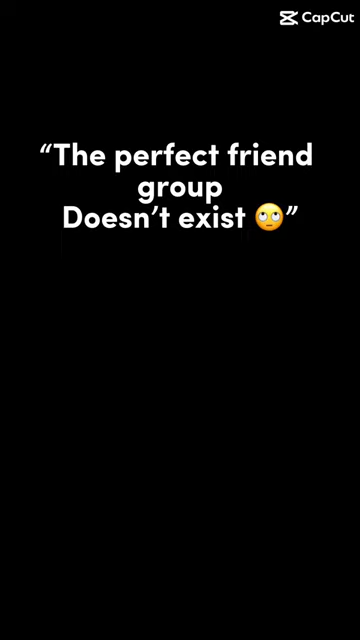 CapCut
“The perfect friend
group
Doesn’t exist 🙄”